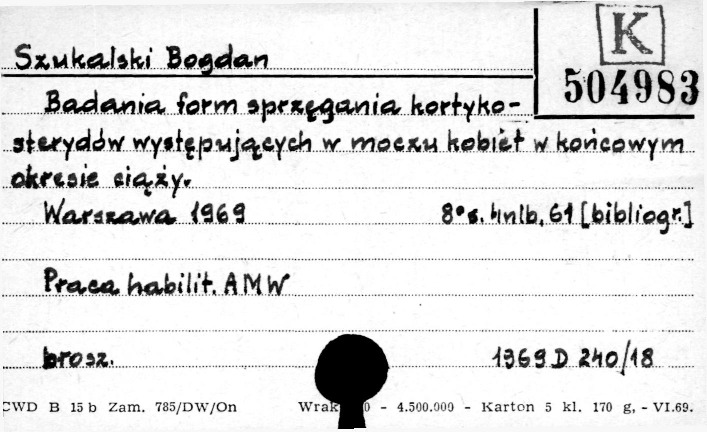 K
Szukalski Bogdan
504983
Badania form sprzęgania kortyko-
sterydów występujących w moczu kobiet w końcowym
okresie ciąży.
Warszawa 1969 8° s. 4nlb, 61 [bibliogr.]
Praca habilit. AMW
brosz. 1969 D 240/18
CWD B 15 b Zam. 785/DW/On - 4.500.000 - Karton 5 kl. 170 g, - VI.69.